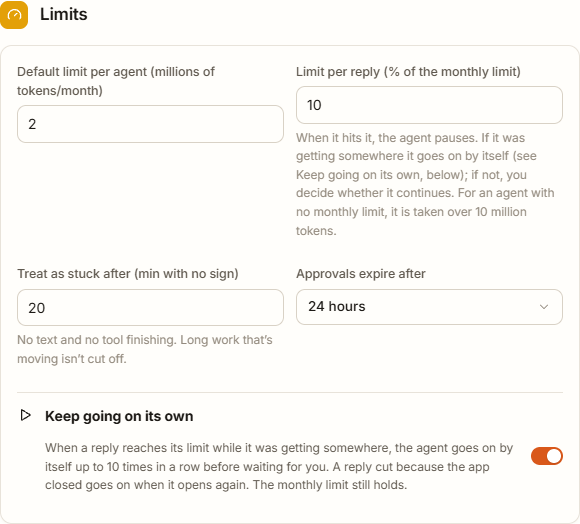 Limits
Default limit per agent (millions of
tokens/month)
2
Limit per reply (% of the monthly limit)
10
When it hits it, the agent pauses. If it was
getting somewhere it goes on by itself (see
Keep going on its own, below); if not, you
decide whether it continues. For an agent with
no monthly limit, it is taken over 10 million
tokens.
Treat as stuck after (min with no sign)
20
No text and no tool finishing. Long work that's
moving isn't cut off.
Approvals expire after
24 hours
Keep going on its own
When a reply reaches its limit while it was getting somewhere, the agent goes on by
itself up to 10 times in a row before waiting for you. A reply cut because the app
closed goes on when it opens again. The monthly limit still holds.